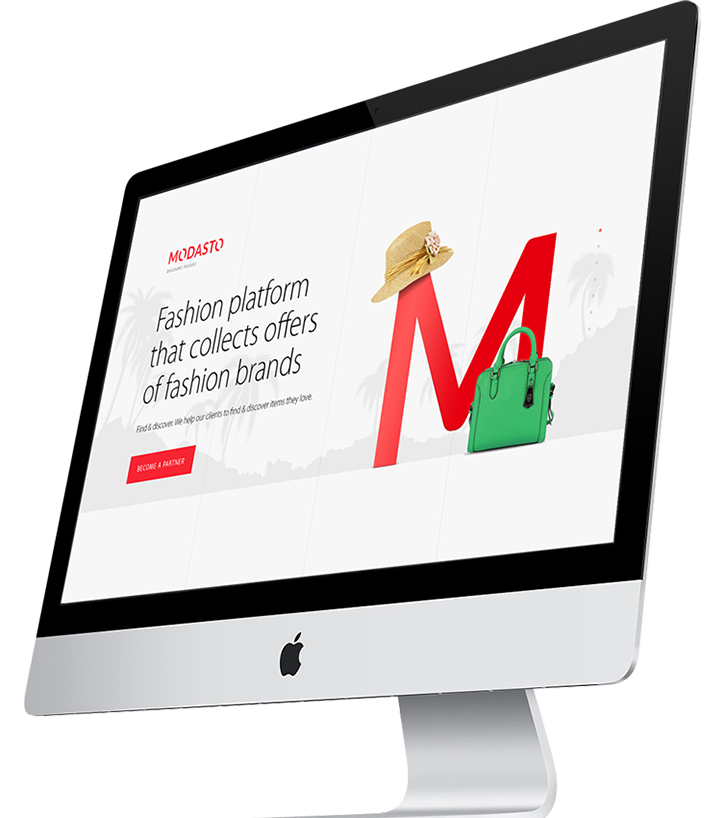 MODASTO
Fashion platform
that collects offers
of fashion brands
Find & discover. We help our clients to find & discover items they love.
BECOME A PARTNER
M